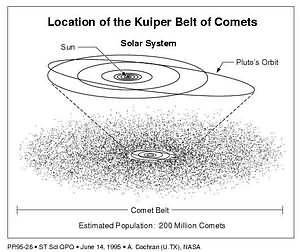 Location of the Kuiper Belt of Comets
Solar System
Sun
Pluto's Orbit
Comet Belt
Estimated Population: 200 Million Comets
PR95-26 • ST ScI OPO • June 14, 1995 • A. Cochran (U.TX), NASA